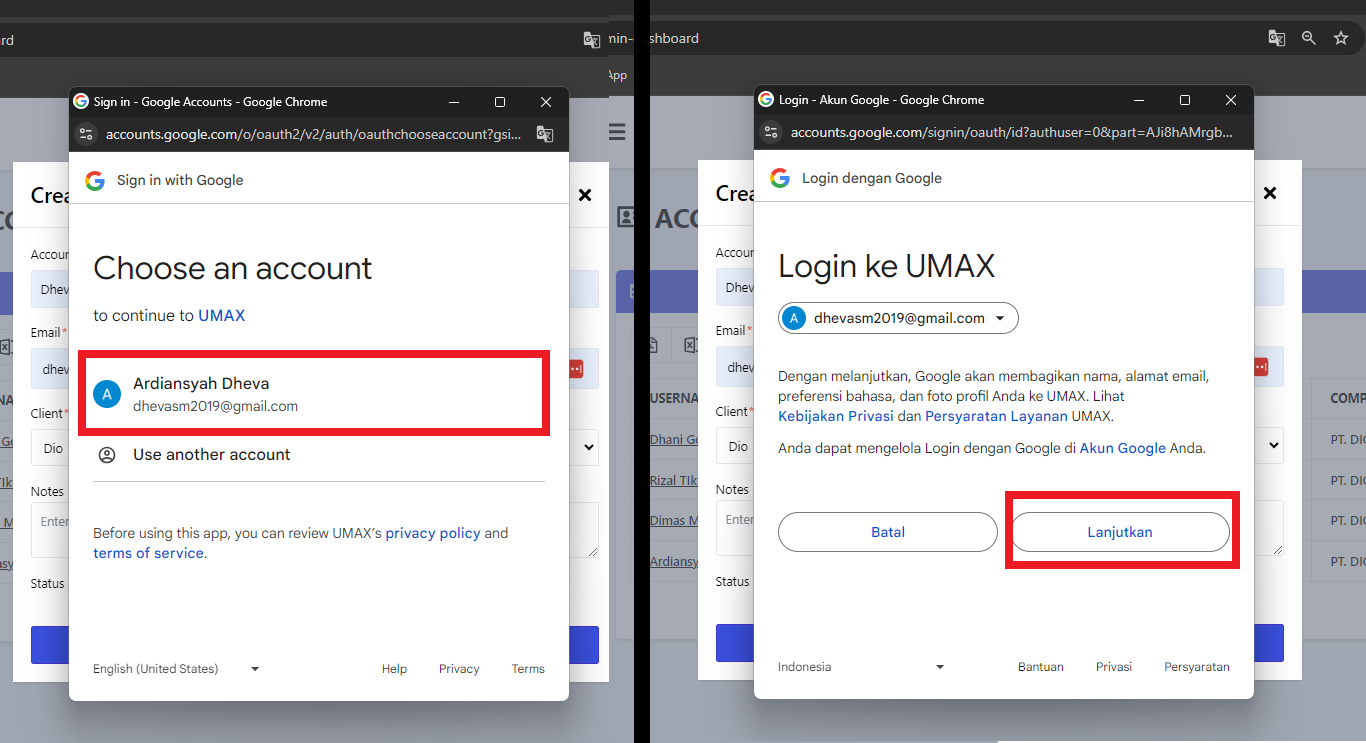 rd
Sign in - Google Accounts - Google Chrome
accounts.google.com/o/oauth2/v2/auth/oauthchooseaccount?gsi...
Sign in with Google
Choose an account
to continue to UMAX
Ardiansyah Dheva
dhevasm2019@gmail.com
Use another account
Before using this app, you can review UMAX's privacy policy and
terms of service.
English (United States)
Help
Privacy
Terms
Crea
Accoun
Dhev
Email*
dhev
Client*
Dio
Notes
Enter
Status
min-dashboard
App
Login - Akun Google - Google Chrome
accounts.google.com/signin/oauth/id?authuser=0&part=AJi8hAMrgb...
Login dengan Google
Login ke UMAX
A dhevasm2019@gmail.com
Dengan melanjutkan, Google akan membagikan nama, alamat email,
preferensi bahasa, dan foto profil Anda ke UMAX. Lihat
Kebijakan Privasi dan Persyaratan Layanan UMAX.
Anda dapat mengelola Login dengan Google di Akun Google Anda.
Batal
Lanjutkan
Indonesia
Bantuan
Privasi
Persyaratan
ACC
Crea
Accoun
Dhev
Email*
dhev
Client*
Dio
Notes
Enter
Status
USERNA
Dhani Go
Rizal TIk
Dimas M
Ardiansy
COMP
PT. DIG
PT. DIG
PT. DIG
PT. DIG